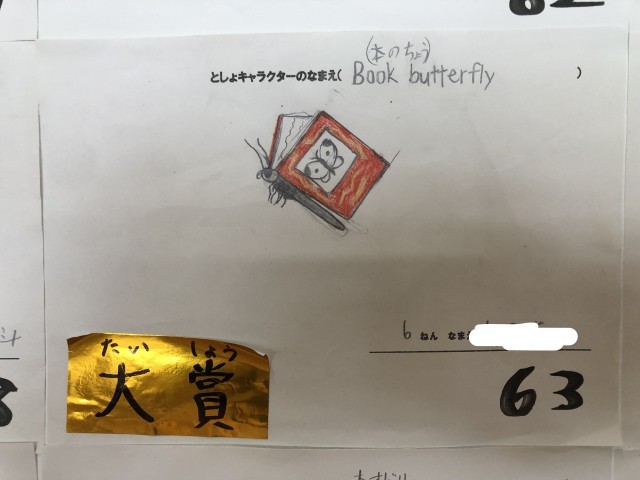 (本のちょう)
としょキャラクターのなまえ( Book butterfly )
6 ねん なまえ
たい しょう
大賞
63